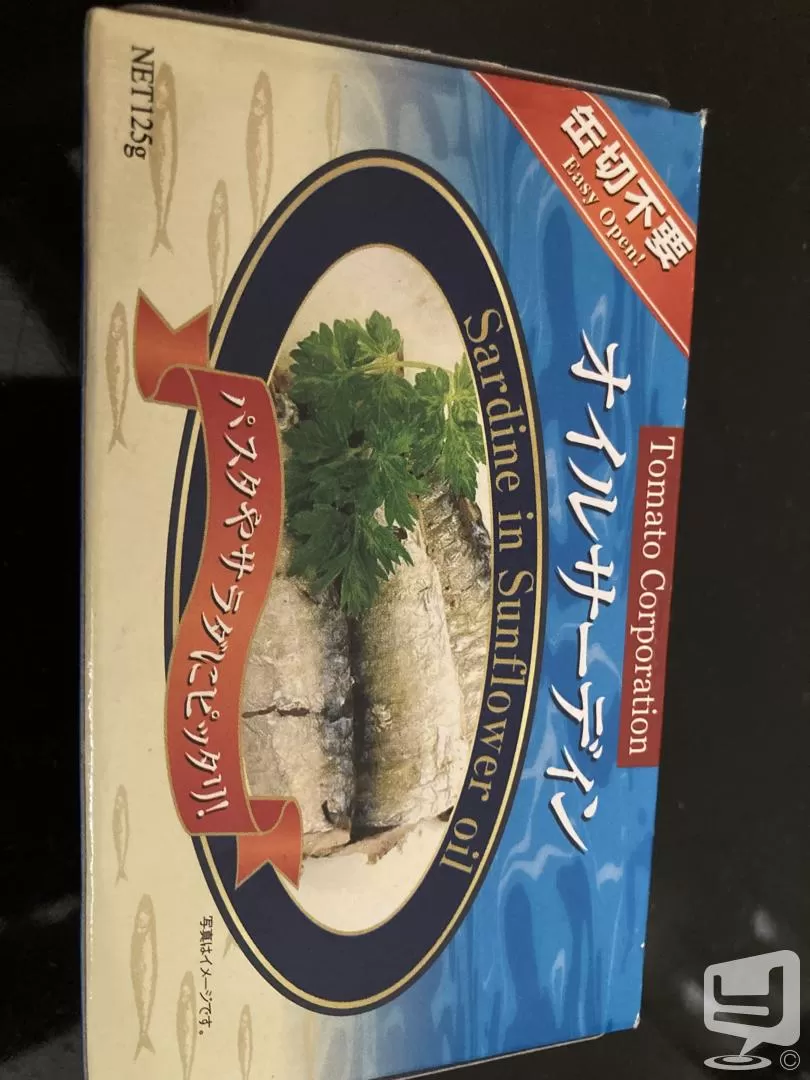 缶切不要
Easy Open!
Tomato Corporation
オイルサーディン
Sardine in Sunflower oil
パスタやサラダにピッタリ!
NET125g
写真はイメージです。